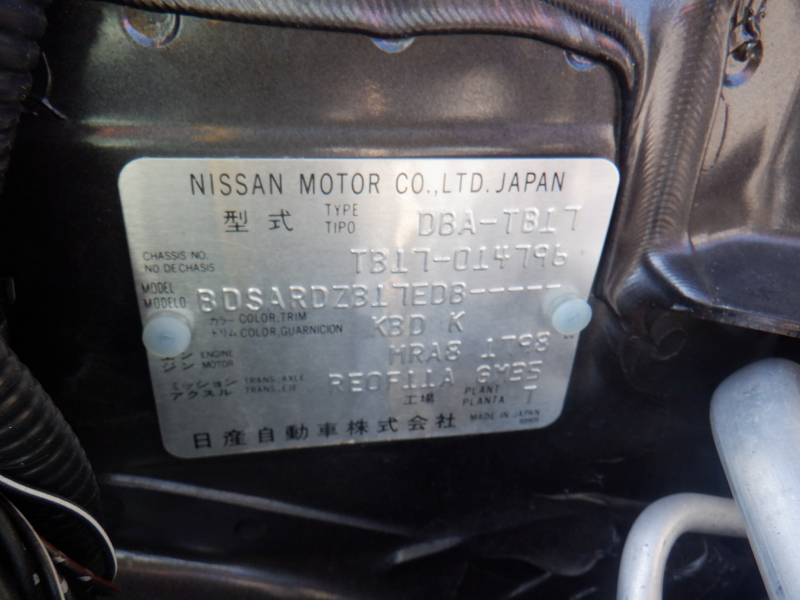 NISSAN MOTOR CO.,LTD. JAPAN
型式 TYPE TIPO DBA-TB17
CHASSIS NO. NO.DE CHASIS TB17-014796
MODEL MODELO BDSARDZB17EDB-----
カラー COLOR,TRIM トリム COLOR,GUARNICION KBD K
エンジン ENGINE MOTOR HRA8 1798
ミッション TRANS.AXLE アクスル TRANS.EJE RE0F11A GM35
工場 PLANT PLANTA T
日産自動車株式会社 MADE IN JAPAN